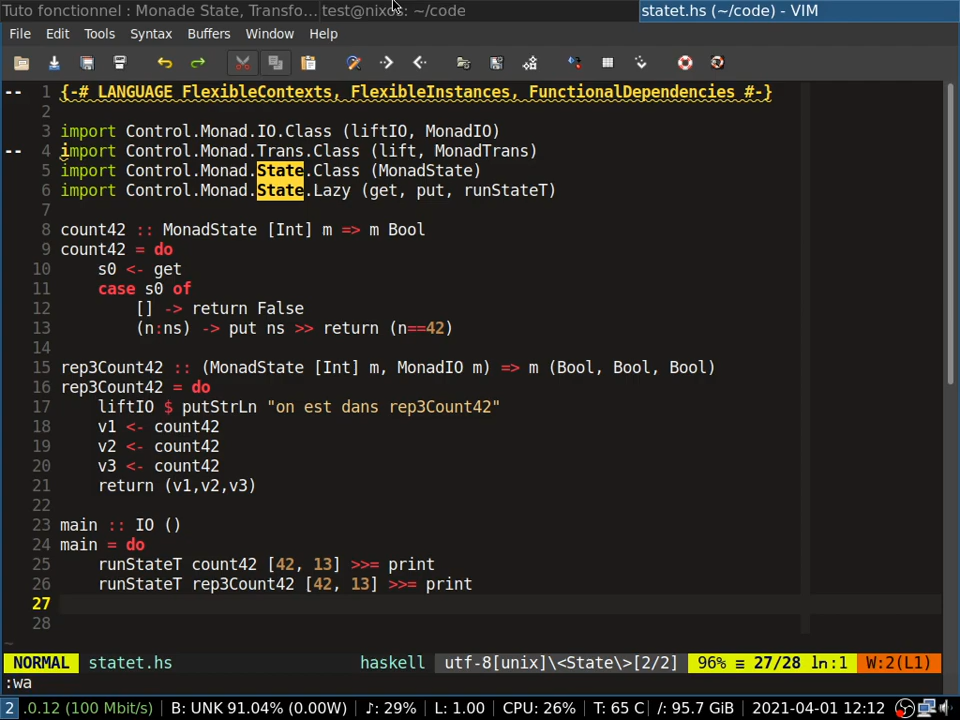 Tuto fonctionnel : Monade State, Transfo... test@nixos: ~/code statet.hs (~/code) - VIM
File Edit Tools Syntax Buffers Window Help
-- 1 {-# LANGUAGE FlexibleContexts, FlexibleInstances, FunctionalDependencies #-}
2
3 import Control.Monad.IO.Class (liftIO, MonadIO)
-- 4 import Control.Monad.Trans.Class (lift, MonadTrans)
5 import Control.Monad.State.Class (MonadState)
6 import Control.Monad.State.Lazy (get, put, runStateT)
7
8 count42 :: MonadState [Int] m => m Bool
9 count42 = do
10     s0 <- get
11     case s0 of
12         [] -> return False
13         (n:ns) -> put ns >> return (n==42)
14
15 rep3Count42 :: (MonadState [Int] m, MonadIO m) => m (Bool, Bool, Bool)
16 rep3Count42 = do
17     liftIO $ putStrLn "on est dans rep3Count42"
18     v1 <- count42
19     v2 <- count42
20     v3 <- count42
21     return (v1,v2,v3)
22
23 main :: IO ()
24 main = do
25     runStateT count42 [42, 13] >>= print
26     runStateT rep3Count42 [42, 13] >>= print
27
28
~
NORMAL statet.hs haskell utf-8[unix]\<State\>[2/2] 96% ≡ 27/28 ln:1 W:2(L1)
:wa
2 .0.12 (100 Mbit/s) B: UNK 91.04% (0.00W) ♪: 29% L: 1.00 CPU: 26% T: 65 C /: 95.7 GiB 2021-04-01 12:12